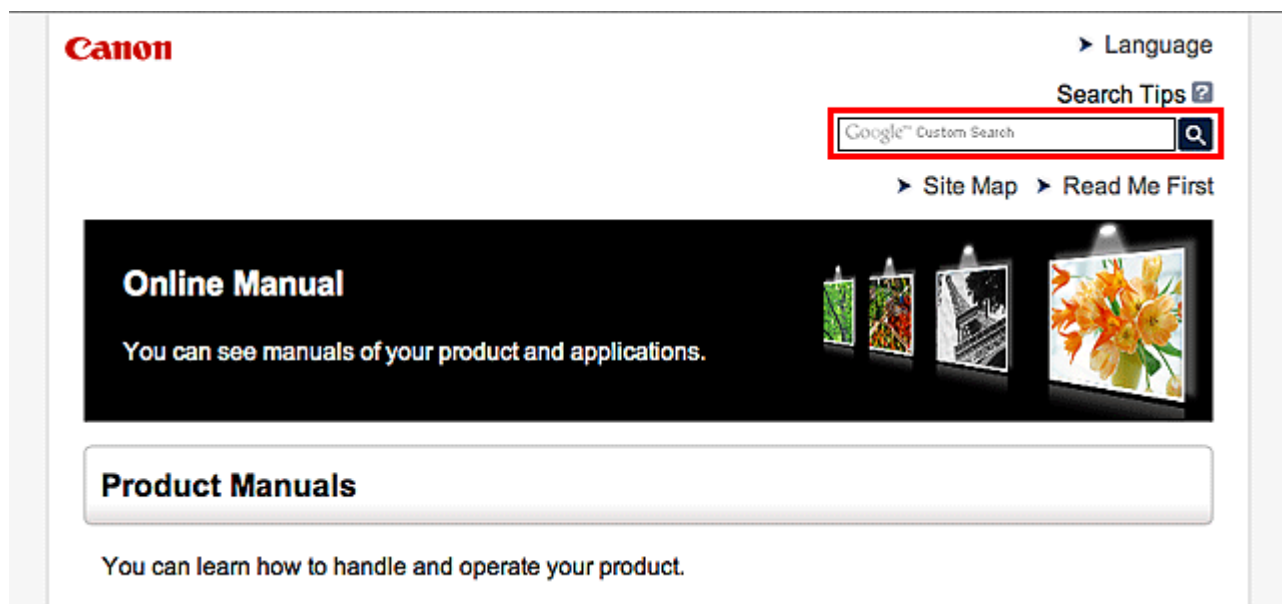 Canon
➤ Language
Search Tips ?
Google™ Custom Search
➤ Site Map ➤ Read Me First
Online Manual
You can see manuals of your product and applications.
Product Manuals
You can learn how to handle and operate your product.